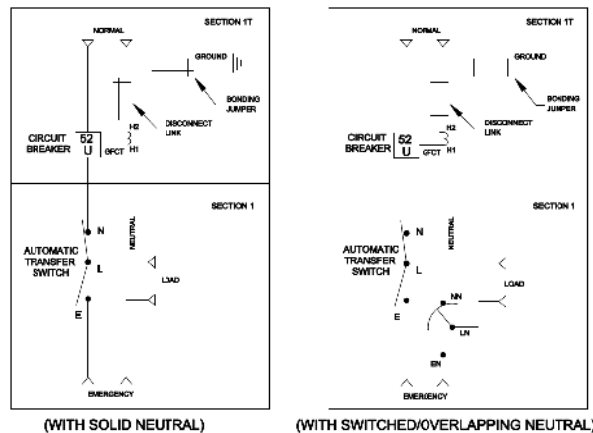 SECTION 1T
NORMAL
GROUND
BONDING
JUMPER
DISCONNECT
LINK
H2
H1
GFCT
CIRCUIT
BREAKER
52
U
SECTION 1
N
NEUTRAL
AUTOMATIC
TRANSFER
SWITCH
L
LOAD
E
EMERGENCY
(WITH SOLID NEUTRAL)
SECTION 1T
NORMAL
GROUND
BONDING
JUMPER
DISCONNECT
LINK
H2
H1
GFCT
CIRCUIT
BREAKER
52
U
SECTION 1
N
NEUTRAL
AUTOMATIC
TRANSFER
SWITCH
L
LOAD
NN
E
LN
EN
EMERGENCY
(WITH SWITCHED/OVERLAPPING NEUTRAL)